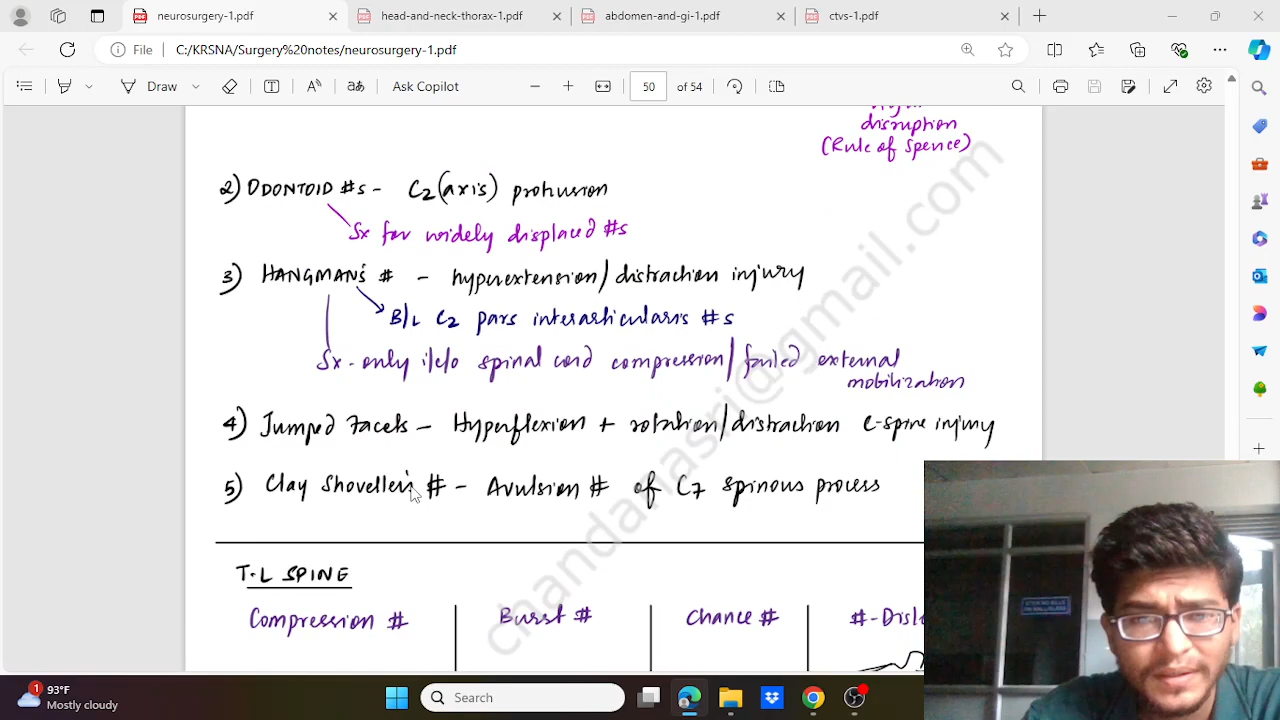 neurosurgery-1.pdf
head-and-neck-thorax-1.pdf
abdomen-and-gi-1.pdf
ctvs-1.pdf
File
C:/KRSNA/Surgery%20notes/neurosurgery-1.pdf
Draw
Ask Copilot
50 of 54
disruption
(Rule of Spence)
2) ODONTOID #s - C2 (axis) protrusion
Sx for widely displaced #s
3) HANGMAN's # - hyperextension/distraction injury
B/L C2 pars interarticularis #s
Sx - only i/c/o spinal cord compression/failed external
mobilization
4) Jumped Facets - Hyperflexion + rotation/distraction C-spine injury
5) Clay Shoveller's # - Avulsion # of C7 spinous process
T-L SPINE
Compression #
Burst #
Chance #
#-Disl
chandamasri@gmail.com
1
93°F
Mostly cloudy
Search